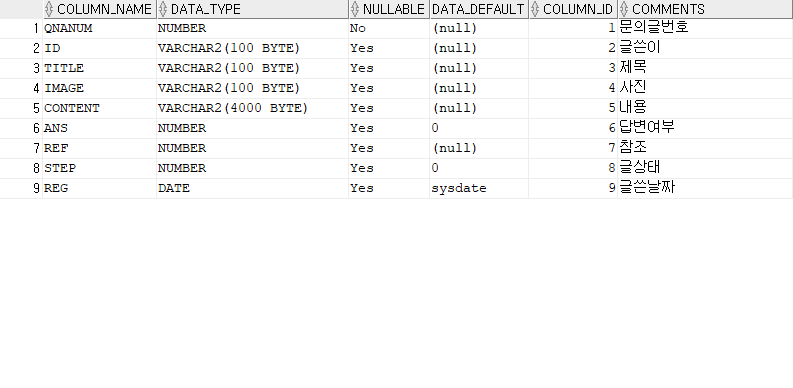 COLUMN_NAME DATA_TYPE NULLABLE DATA_DEFAULT COLUMN_ID COMMENTS
1 QNANUM NUMBER No (null) 1 문의글번호
2 ID VARCHAR2(100 BYTE) Yes (null) 2 글쓴이
3 TITLE VARCHAR2(100 BYTE) Yes (null) 3 제목
4 IMAGE VARCHAR2(100 BYTE) Yes (null) 4 사진
5 CONTENT VARCHAR2(4000 BYTE) Yes (null) 5 내용
6 ANS NUMBER Yes 0 6 답변여부
7 REF NUMBER Yes (null) 7 참조
8 STEP NUMBER Yes 0 8 글상태
9 REG DATE Yes sysdate 9 글쓴날짜